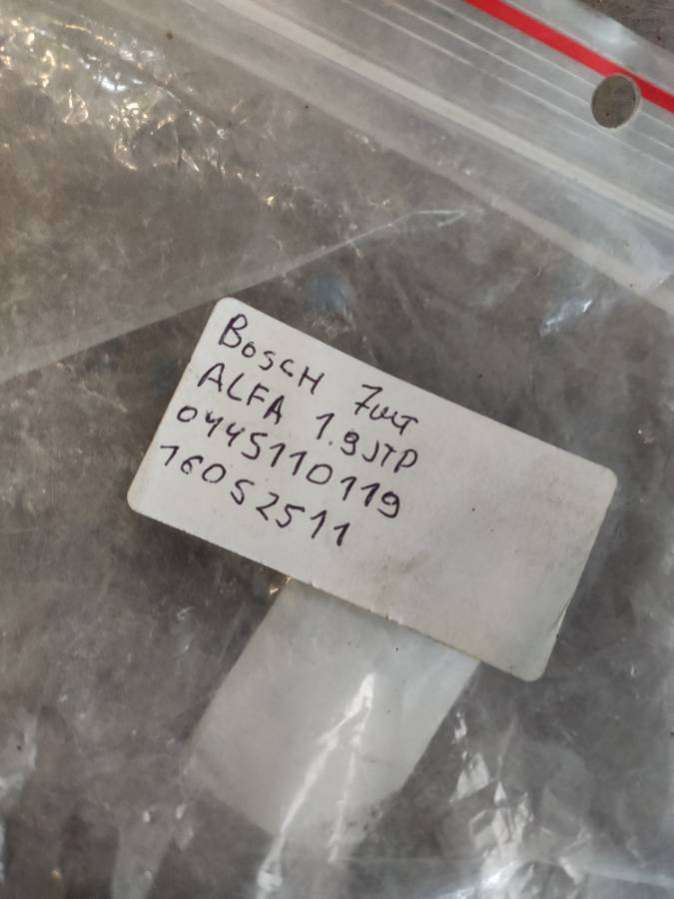 BOSCH 7шт
ALFA 1.9JTD
0445110119
16052511